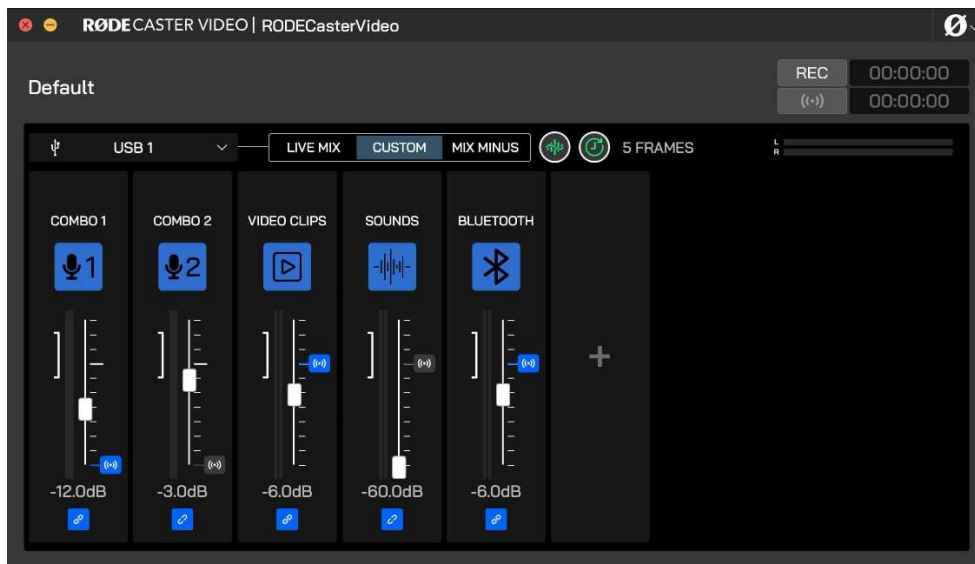 RØDECASTER VIDEO | RODECasterVideo
Default
REC 00:00:00
00:00:00
USB 1 LIVE MIX CUSTOM MIX MINUS 5 FRAMES L
R
COMBO 1 COMBO 2 VIDEO CLIPS SOUNDS BLUETOOTH
1 2
+
-12.0dB -3.0dB -6.0dB -60.0dB -6.0dB